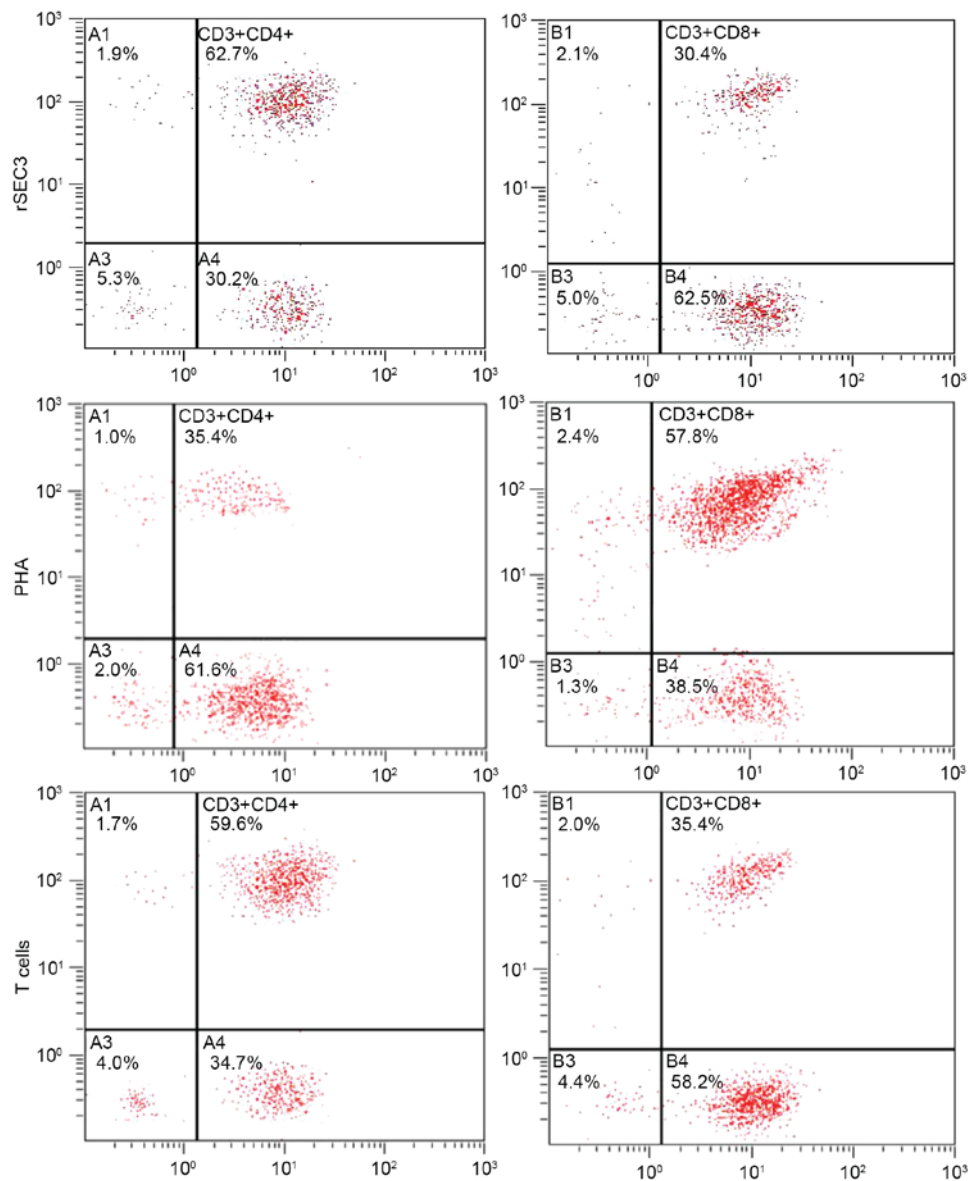 rSEC3
10³
10²
10¹
10⁰
A1
1.9%
CD3+CD4+
62.7%
A3
5.3%
A4
30.2%
10⁰ 10¹ 10² 10³
10³
10²
10¹
10⁰
B1
2.1%
CD3+CD8+
30.4%
B3
5.0%
B4
62.5%
10⁰ 10¹ 10² 10³
PHA
10³
10²
10¹
10⁰
A1
1.0%
CD3+CD4+
35.4%
A3
2.0%
A4
61.6%
10⁰ 10¹ 10² 10³
10³
10²
10¹
10⁰
B1
2.4%
CD3+CD8+
57.8%
B3
1.3%
B4
38.5%
10⁰ 10¹ 10² 10³
T cells
10³
10²
10¹
10⁰
A1
1.7%
CD3+CD4+
59.6%
A3
4.0%
A4
34.7%
10⁰ 10¹ 10² 10³
10³
10²
10¹
10⁰
B1
2.0%
CD3+CD8+
35.4%
B3
4.4%
B4
58.2%
10⁰ 10¹ 10² 10³